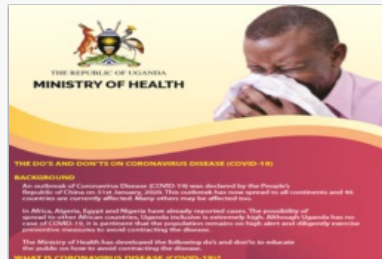 THE REPUBLIC OF UGANDA
MINISTRY OF HEALTH
THE DO'S AND DON'TS ON CORONAVIRUS DISEASE (COVID-19)
BACKGROUND
An outbreak of Coronavirus Disease (COVID-19) was declared by the People's
Republic of China on 31st January, 2020. This outbreak has now spread to all continents and 46
countries are currently affected. Many others may be affected too.
In Africa, Algeria, Egypt and Nigeria have already reported cases. The possibility of
spread to other African countries, Uganda inclusive is extremely high. Although Uganda has no
case of COVID-19, it is pertinent that the population remains on high alert and diligently exercise
preventive measures to avoid contracting the disease.
The Ministry of Health has developed the following do's and don'ts to educate
the public on how to avoid contracting the disease.
WHAT IS CORONAVIRUS DISEASE (COVID-19)?